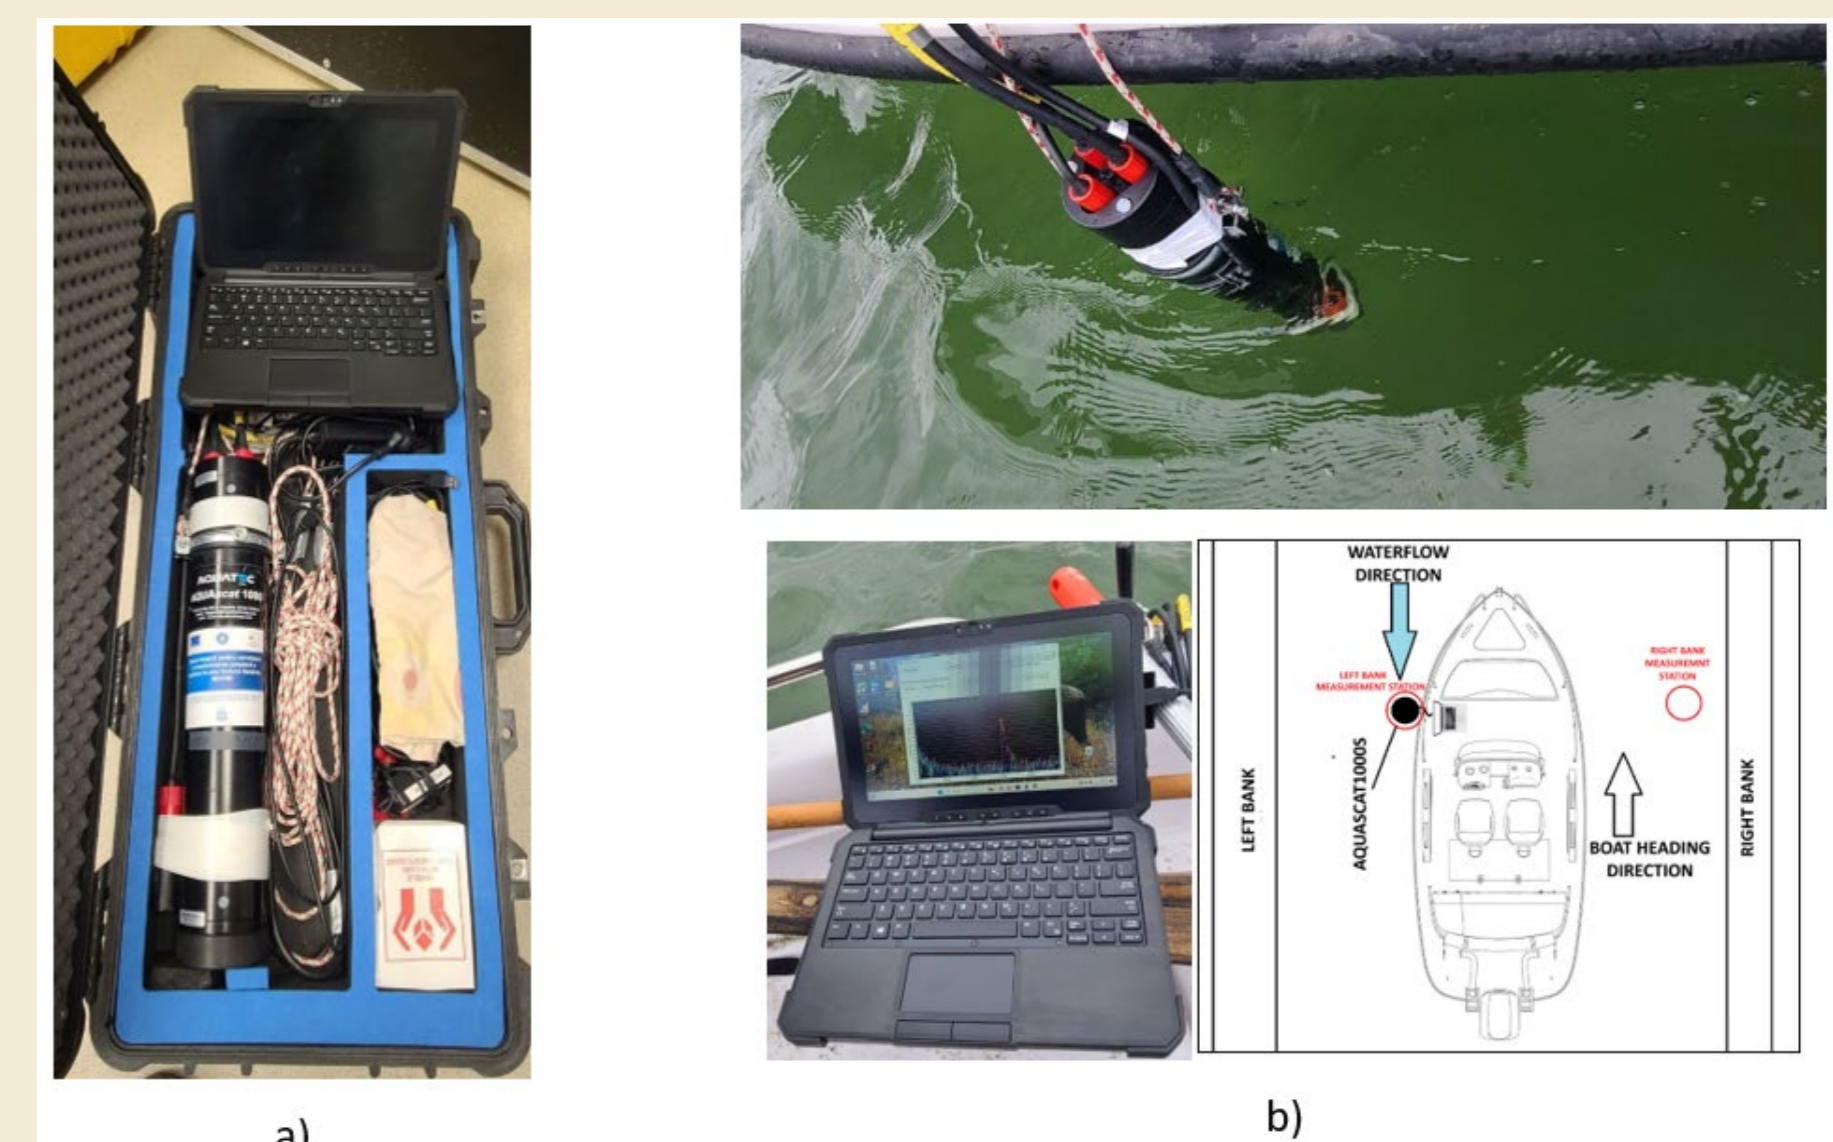 AQUATEC
AQUAscat 1000
WATERFLOW
DIRECTION
LEFT BANK
MEASUREMENT STATION
RIGHT BANK
MEASUREMNT
STATION
LEFT BANK
AQUASCAT1000S
BOAT HEADING
DIRECTION
RIGHT BANK
a)
b)